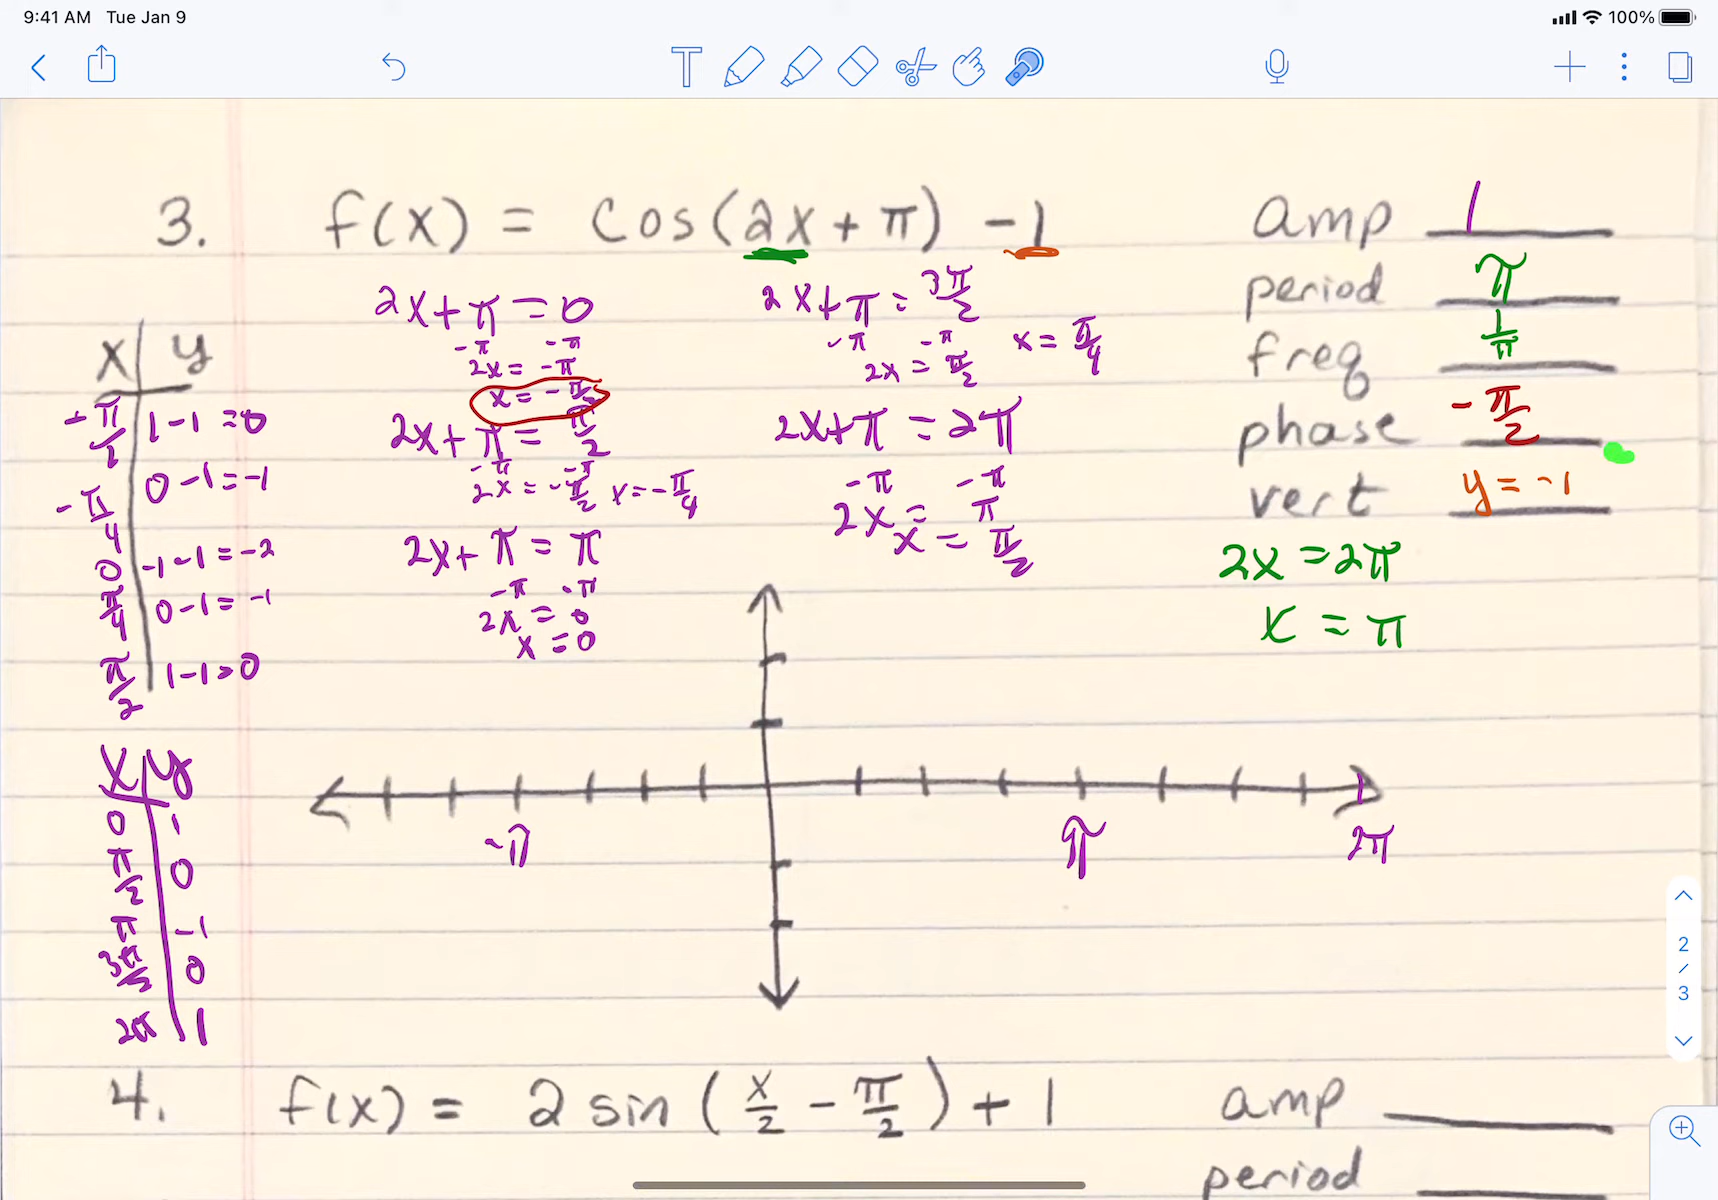 9:41 AM Tue Jan 9
100%
3. f(x) = cos(2x + π) - 1
amp 1
period π
freq 1/π
phase -π/2
vert y = -1
2x = 2π
x = π
2x + π = 0
-π -π
2x = -π
x = -π/2
2x + π = π/2
-π -π
2x = -π/2 x = -π/4
2x + π = π
-π -π
2x = 0
x = 0
2x + π = 3π/2
-π -π
2x = π/2 x = π/4
2x + π = 2π
-π -π
2x = π
x = π/2
x y
-π/2 1 - 1 = 0
-π/4 0 - 1 = -1
0 -1 - 1 = -2
π/4 0 - 1 = -1
π/2 1 - 1 = 0
x y
0 1
π/2 0
π -1
3π/2 0
2π 1
-π π 2π
2 / 3
4. f(x) = 2 sin (x/2 - π/2) + 1
amp
period